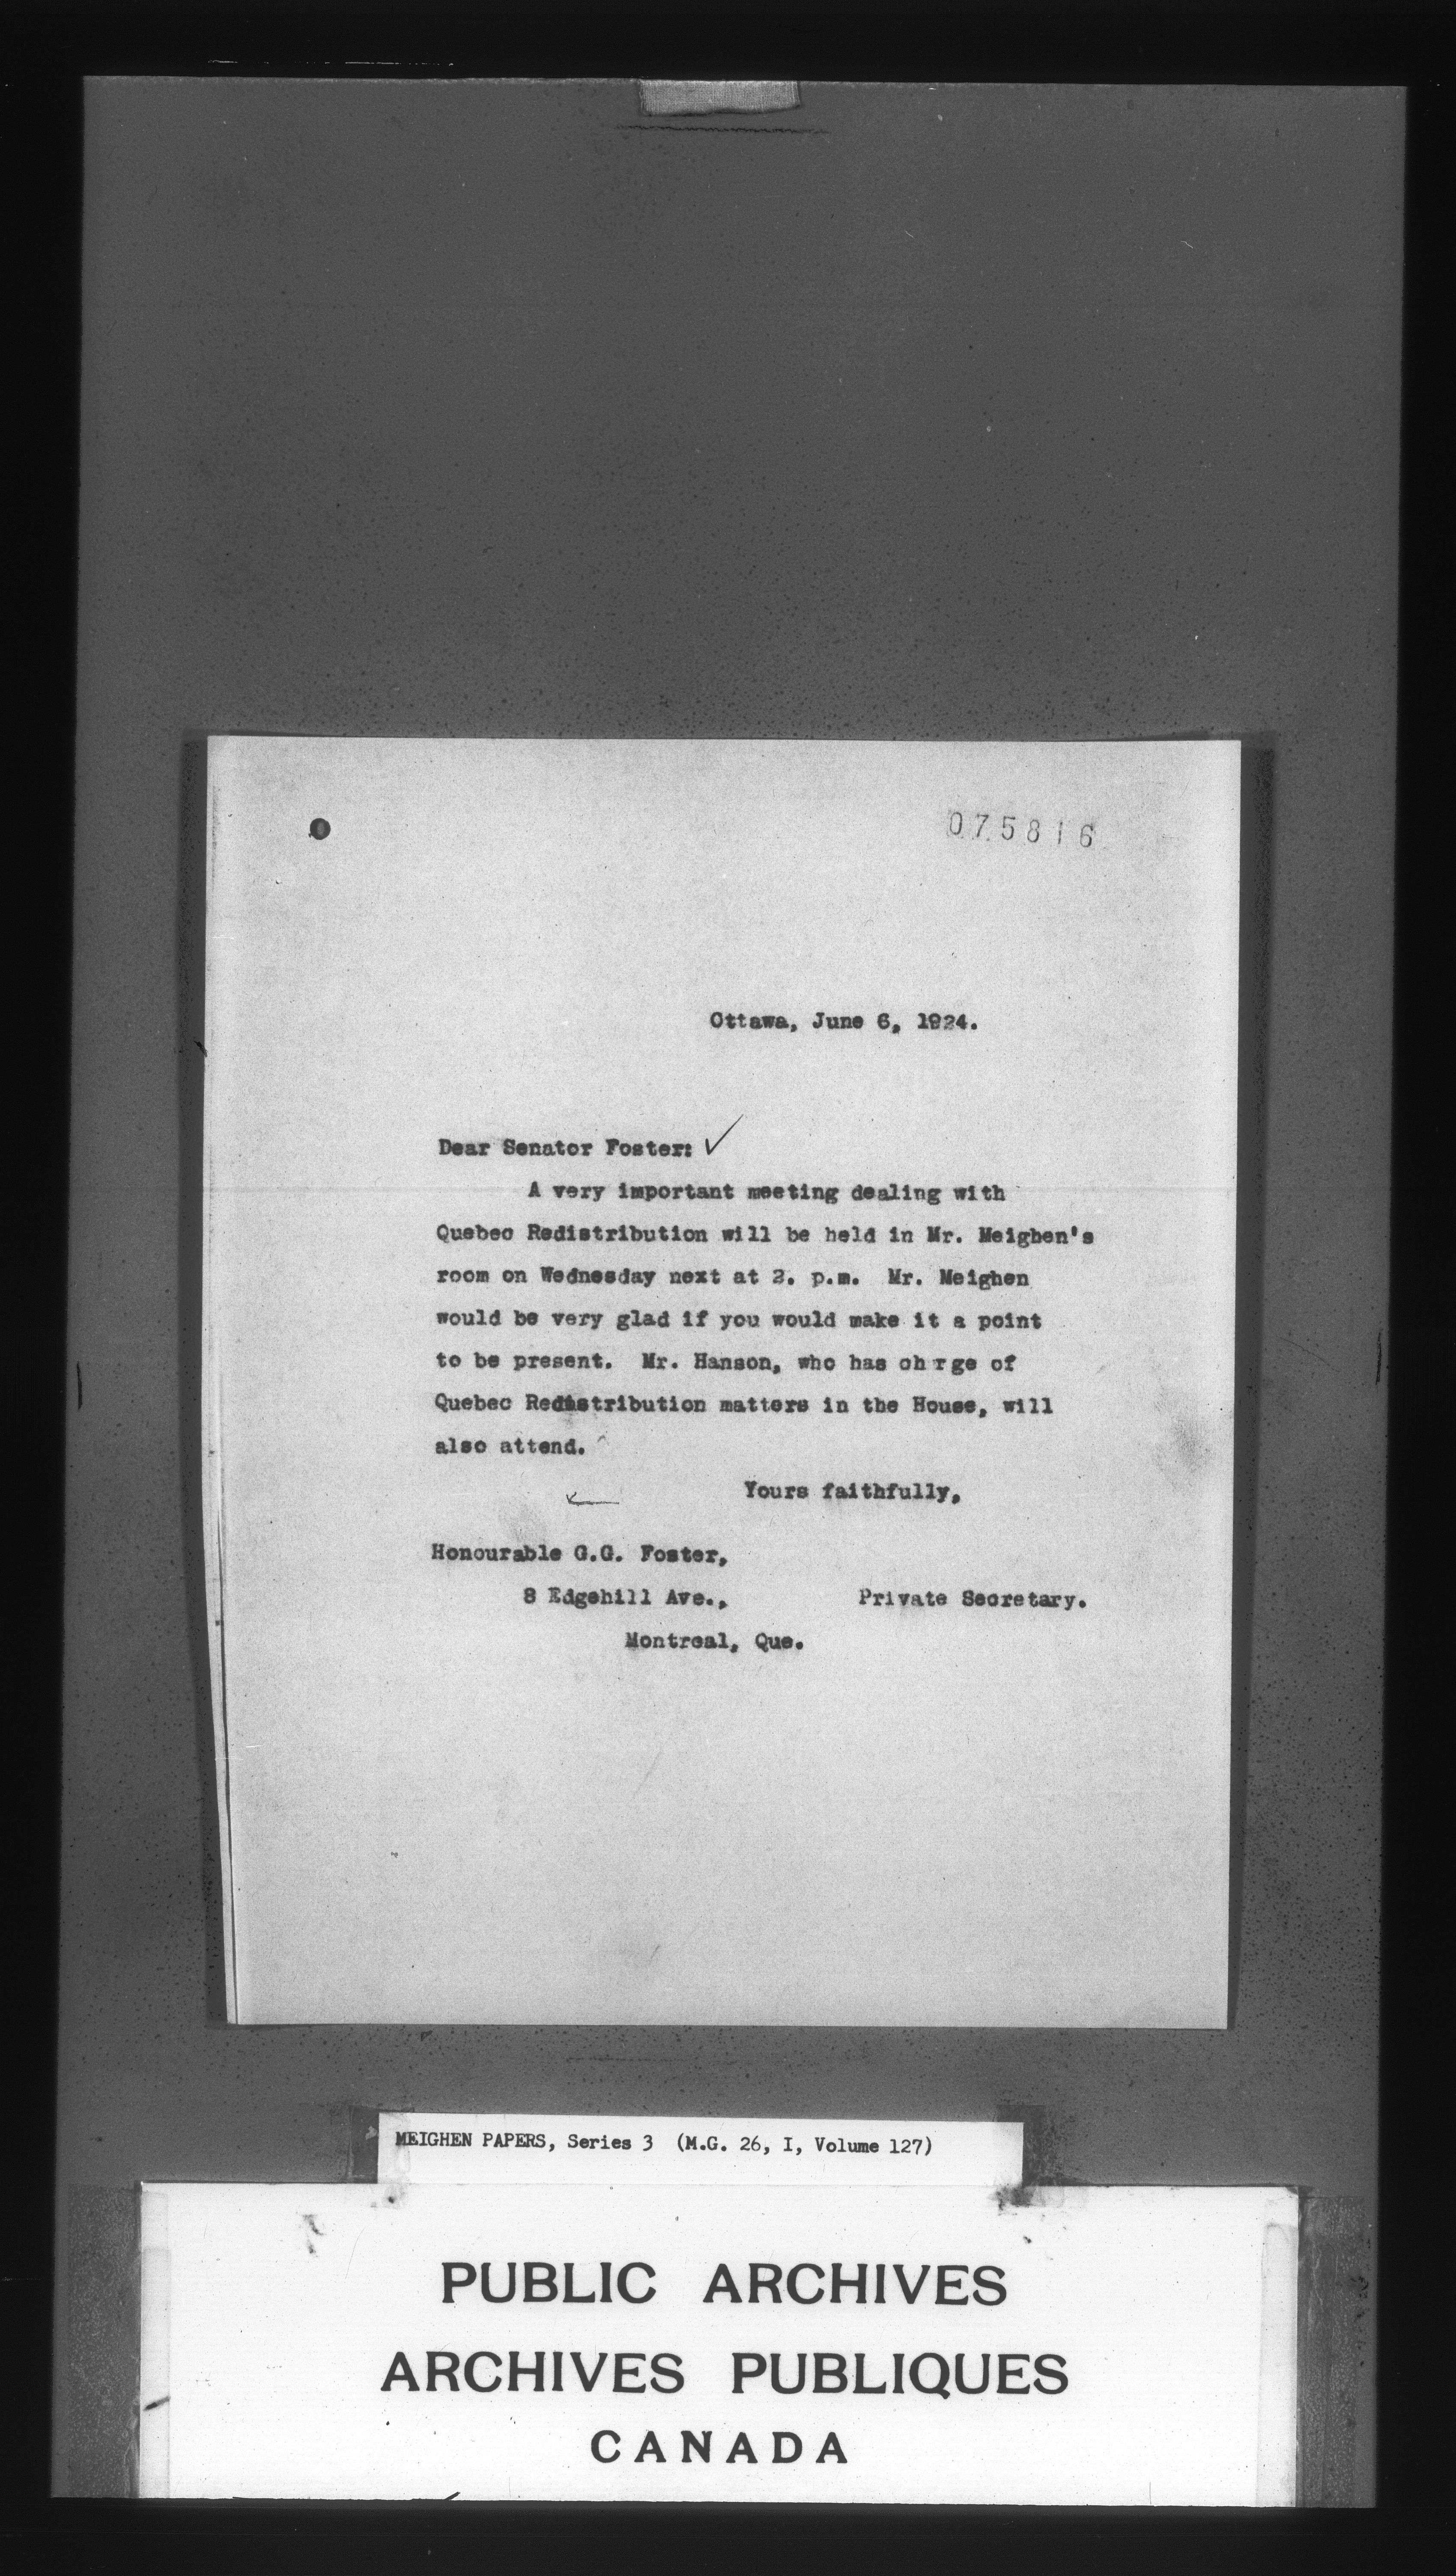 075816
Ottawa, June 6, 1924.
Dear Senator Foster:
A very important meeting dealing with
Quebec Redistribution will be held in Mr. Meighen's
room on Wednesday next at 2. p.m. Mr. Meighen
would be very glad if you would make it a point
to be present. Mr. Hanson, who has ch rge of
Quebec Redistribution matters in the House, will
also attend.
Yours faithfully,
Honourable G.G. Foster,
8 Edgehill Ave., Private Secretary.
Montreal, Que.
MEIGHEN PAPERS, Series 3 (M.G. 26, I, Volume 127)
PUBLIC ARCHIVES
ARCHIVES PUBLIQUES
CANADA